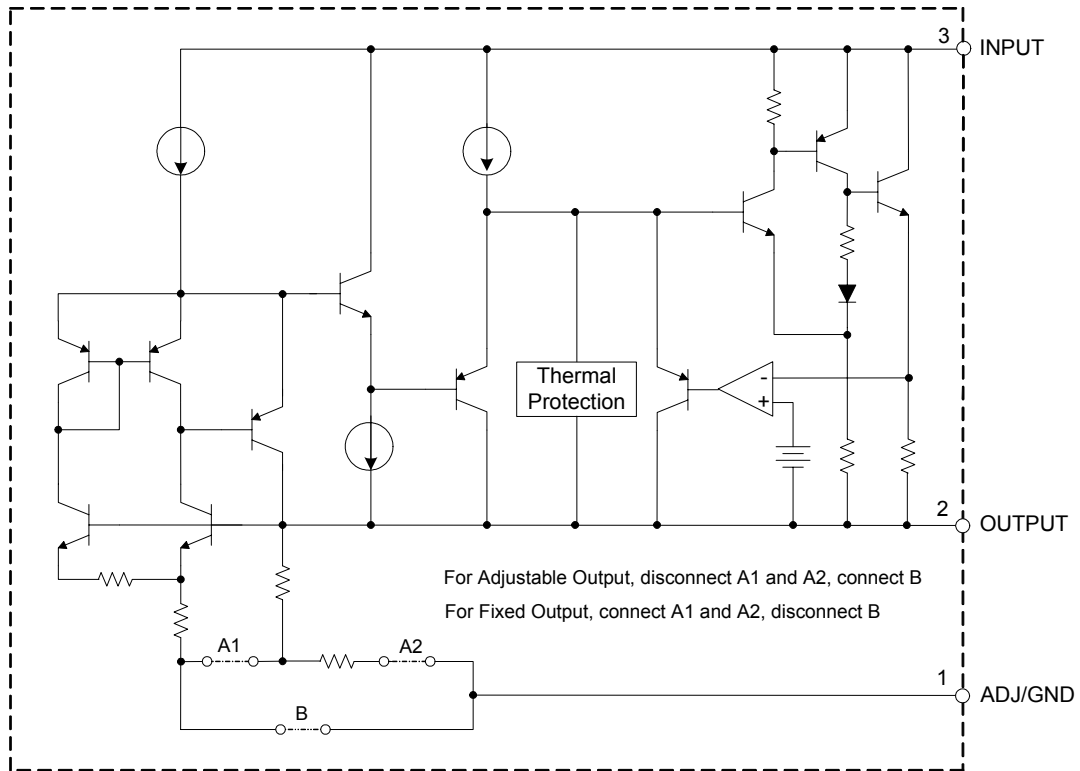 3
INPUT
Thermal
Protection
-
+
2
OUTPUT
For Adjustable Output, disconnect A1 and A2, connect B
For Fixed Output, connect A1 and A2, disconnect B
A1
A2
1
ADJ/GND
B